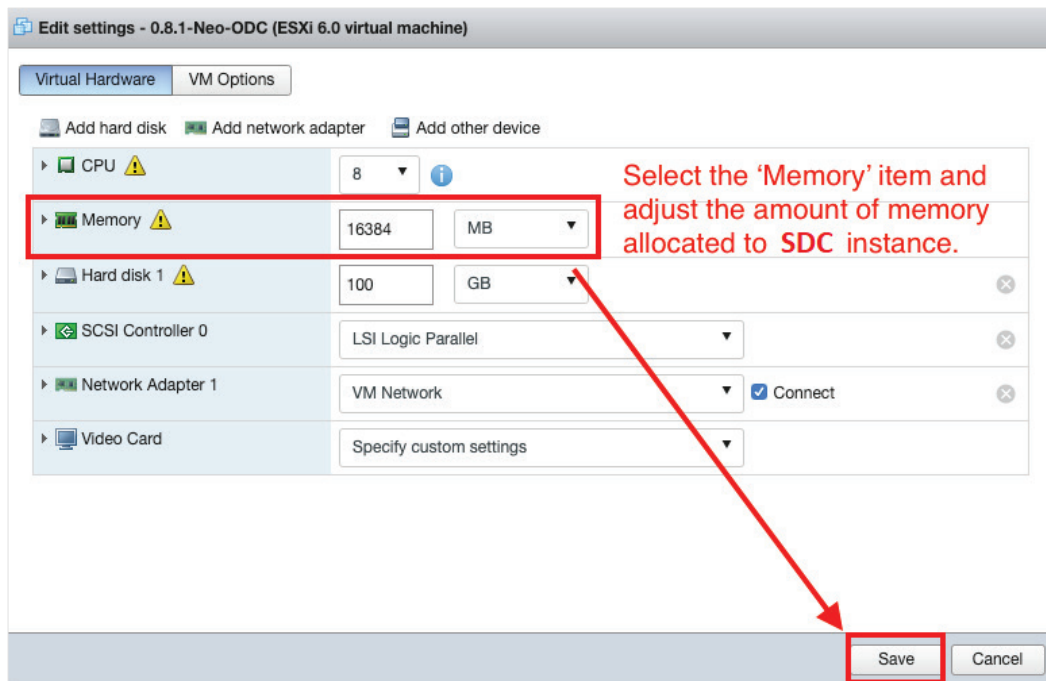 Edit settings - 0.8.1-Neo-ODC (ESXi 6.0 virtual machine)
Virtual Hardware VM Options
Add hard disk Add network adapter Add other device
CPU 8
Select the ‘Memory’ item and
adjust the amount of memory
allocated to SDC instance.
Memory 16384 MB
Hard disk 1 100 GB
SCSI Controller 0 LSI Logic Parallel
Network Adapter 1 VM Network Connect
Video Card Specify custom settings
Save Cancel